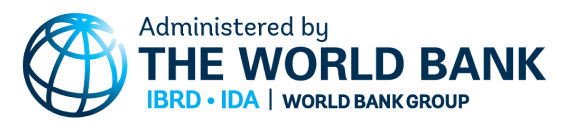 Administered by
THE WORLD BANK
IBRD • IDA | WORLD BANK GROUP